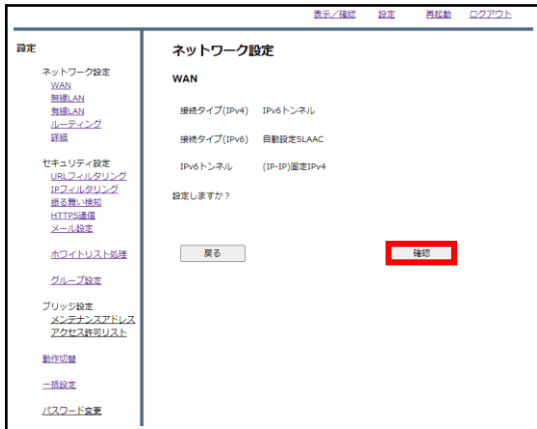 表示／確認 設定 再起動 ログアウト
設定
ネットワーク設定
WAN
無線LAN
有線LAN
ルーティング
詳細
セキュリティ設定
URLフィルタリング
IPフィルタリング
振る舞い検知
HTTPS通信
メール設定
ホワイトリスト処理
グループ設定
ブリッジ設定
メンテナンスアドレス
アクセス許可リスト
動作切替
一括設定
パスワード変更
ネットワーク設定
WAN
接続タイプ(IPv4) IPv6トンネル
接続タイプ(IPv6) 自動設定SLAAC
IPv6トンネル (IP-IP)固定IPv4
設定しますか？
戻る 確認